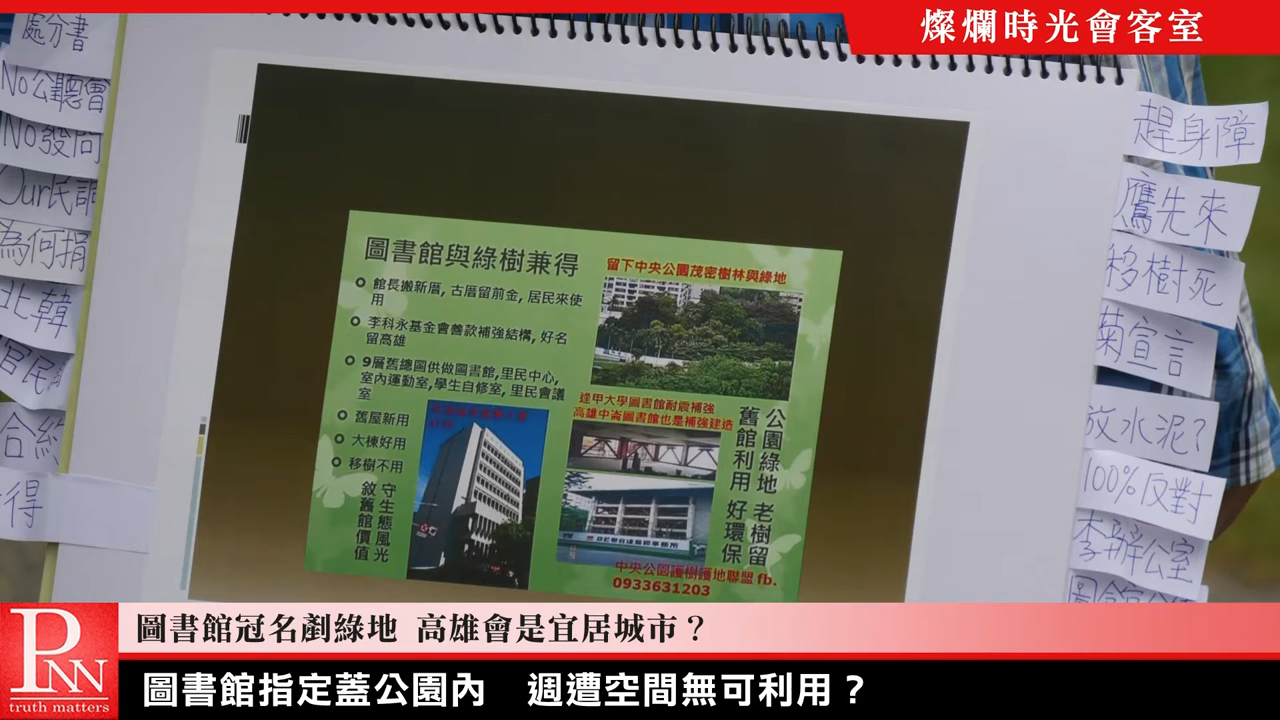 燦爛時光會客室
處分書
No公聽會
No發問
Our民調
為何捐
北韓
官民
合約
得
圖書館與綠樹兼得
館長搬新厝, 古厝留前金, 居民來使
用
李科永基金會善款補強結構, 好名
留高雄
9層舊總圖供做圖書館,里民中心,
室內運動室,學生自修室, 里民會議
室
舊屋新用
大棟好用
移樹不用
守生態風光
敘舊館價值
留下中央公園茂密樹林與綠地
逢甲大學圖書館耐震補強
高雄中崙圖書館也是補強建造
公園綠地 老樹留
舊館利用 好環保
中央公園護樹護地聯盟 fb.
0933631203
趕身障
鷹先來
移樹死
菊宣言
放水泥?
100%反對
李辦公室
PNN
truth matters
圖書館冠名剷綠地 高雄會是宜居城市？
圖書館指定蓋公園內 週遭空間無可利用？